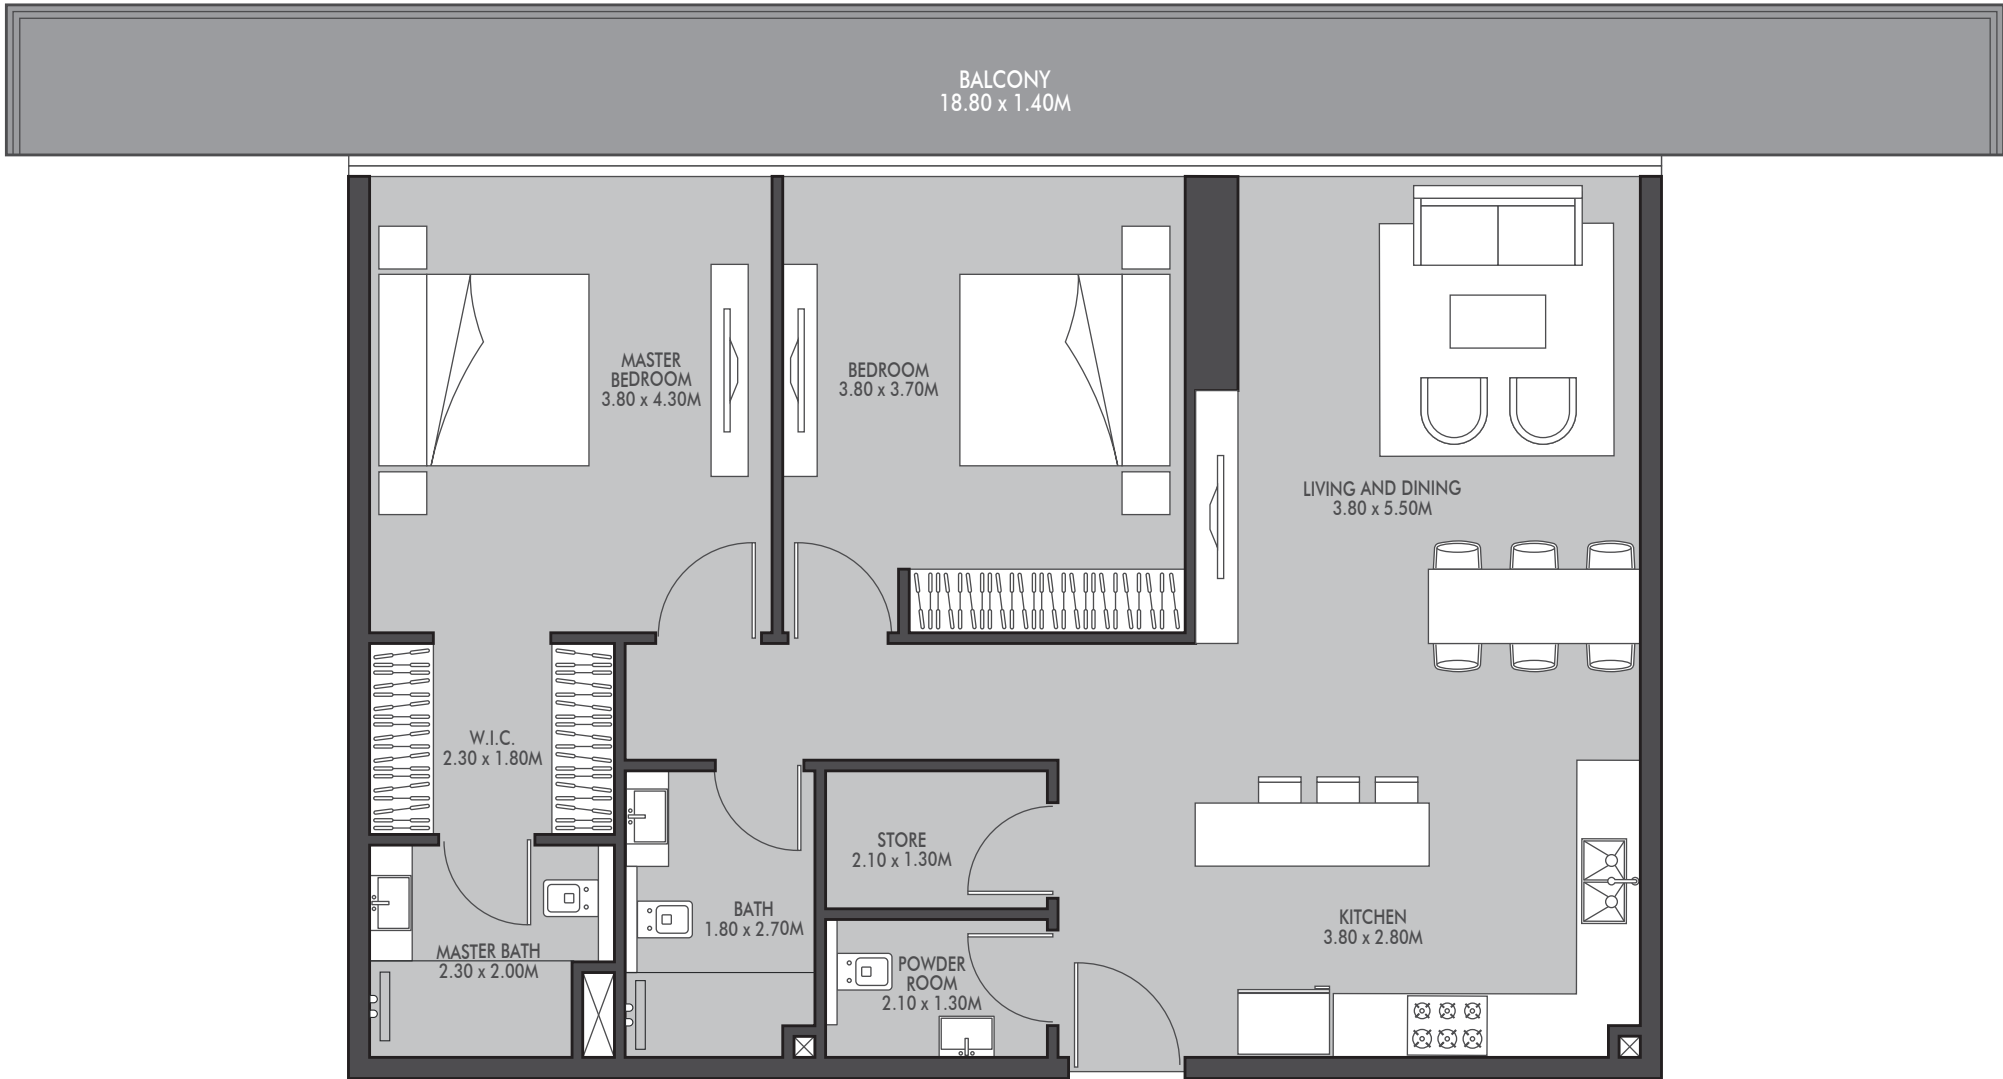 BALCONY
18.80 x 1.40M
MASTER
BEDROOM
3.80 x 4.30M
BEDROOM
3.80 x 3.70M
LIVING AND DINING
3.80 x 5.50M
W.I.C.
2.30 x 1.80M
STORE
2.10 x 1.30M
BATH
1.80 x 2.70M
KITCHEN
3.80 x 2.80M
MASTER BATH
2.30 x 2.00M
POWDER
ROOM
2.10 x 1.30M